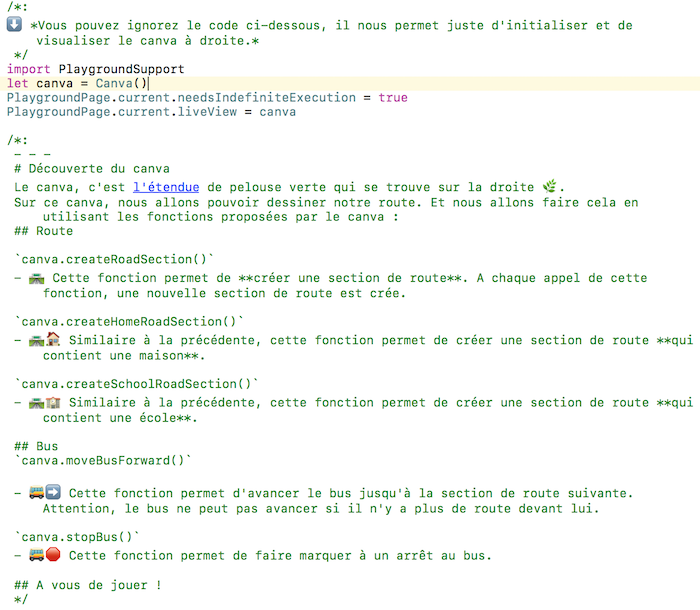 /*:
⬇️ *Vous pouvez ignorez le code ci-dessous, il nous permet juste d'initialiser et de
visualiser le canva à droite.*
*/
import PlaygroundSupport
let canva = Canva()
PlaygroundPage.current.needsIndefiniteExecution = true
PlaygroundPage.current.liveView = canva
/*:
- - -
# Découverte du canva
Le canva, c'est l'étendue de pelouse verte qui se trouve sur la droite 🌿.
Sur ce canva, nous allons pouvoir dessiner notre route. Et nous allons faire cela en
utilisant les fonctions proposées par le canva :
## Route
`canva.createRoadSection()`
- 🛣 Cette fonction permet de **créer une section de route**. A chaque appel de cette
fonction, une nouvelle section de route est crée.
`canva.createHomeRoadSection()`
- 🛣🏠 Similaire à la précédente, cette fonction permet de créer une section de route **qui
contient une maison**.
`canva.createSchoolRoadSection()`
- 🛣🏫 Similaire à la précédente, cette fonction permet de créer une section de route **qui
contient une école**.
## Bus
`canva.moveBusForward()`
- 🚌➡️ Cette fonction permet d'avancer le bus jusqu'à la section de route suivante.
Attention, le bus ne peut pas avancer si il n'y a plus de route devant lui.
`canva.stopBus()`
- 🚌🛑 Cette fonction permet de faire marquer à un arrêt au bus.
## A vous de jouer !
*/